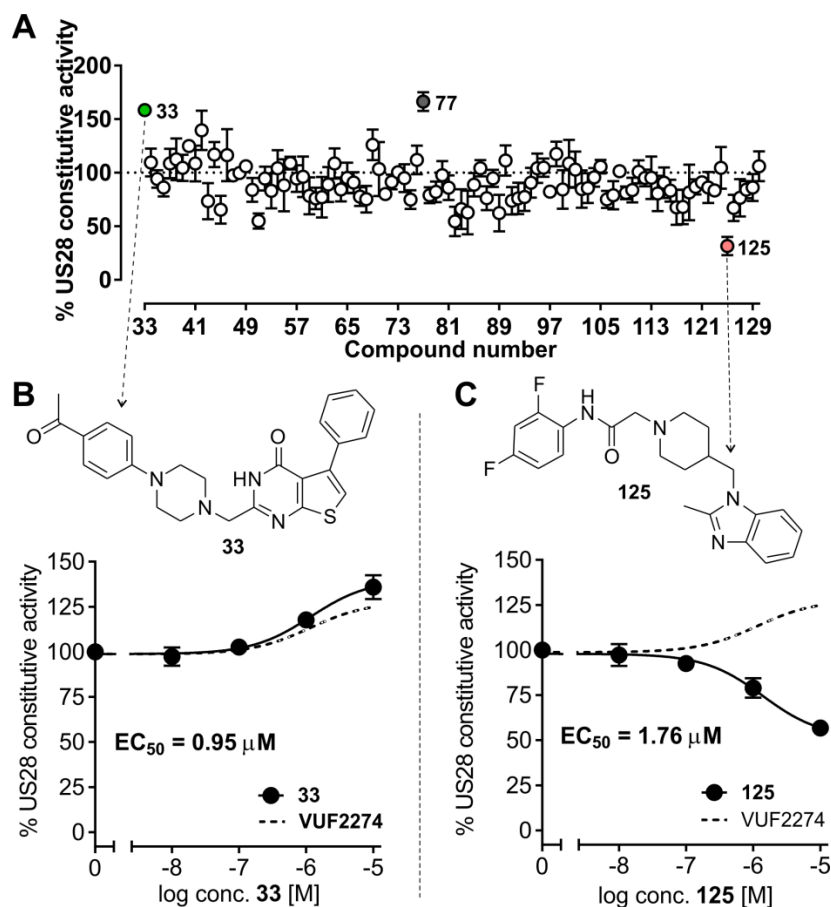 A
% US28 constitutive activity
200
150
100
50
0
33
77
125
33 41 49 57 65 73 81 89 97 105 113 121 129
Compound number
B
O
N
N
O
HN
N
S
33
% US28 constitutive activity
150
125
100
75
50
25
0
EC50 = 0.95 µM
33
VUF2274
0 -8 -7 -6 -5
log conc. 33 [M]
C
F
F
H
N
O
N
N
N
125
% US28 constitutive activity
150
125
100
75
50
25
0
EC50 = 1.76 µM
125
VUF2274
0 -8 -7 -6 -5
log conc. 125 [M]